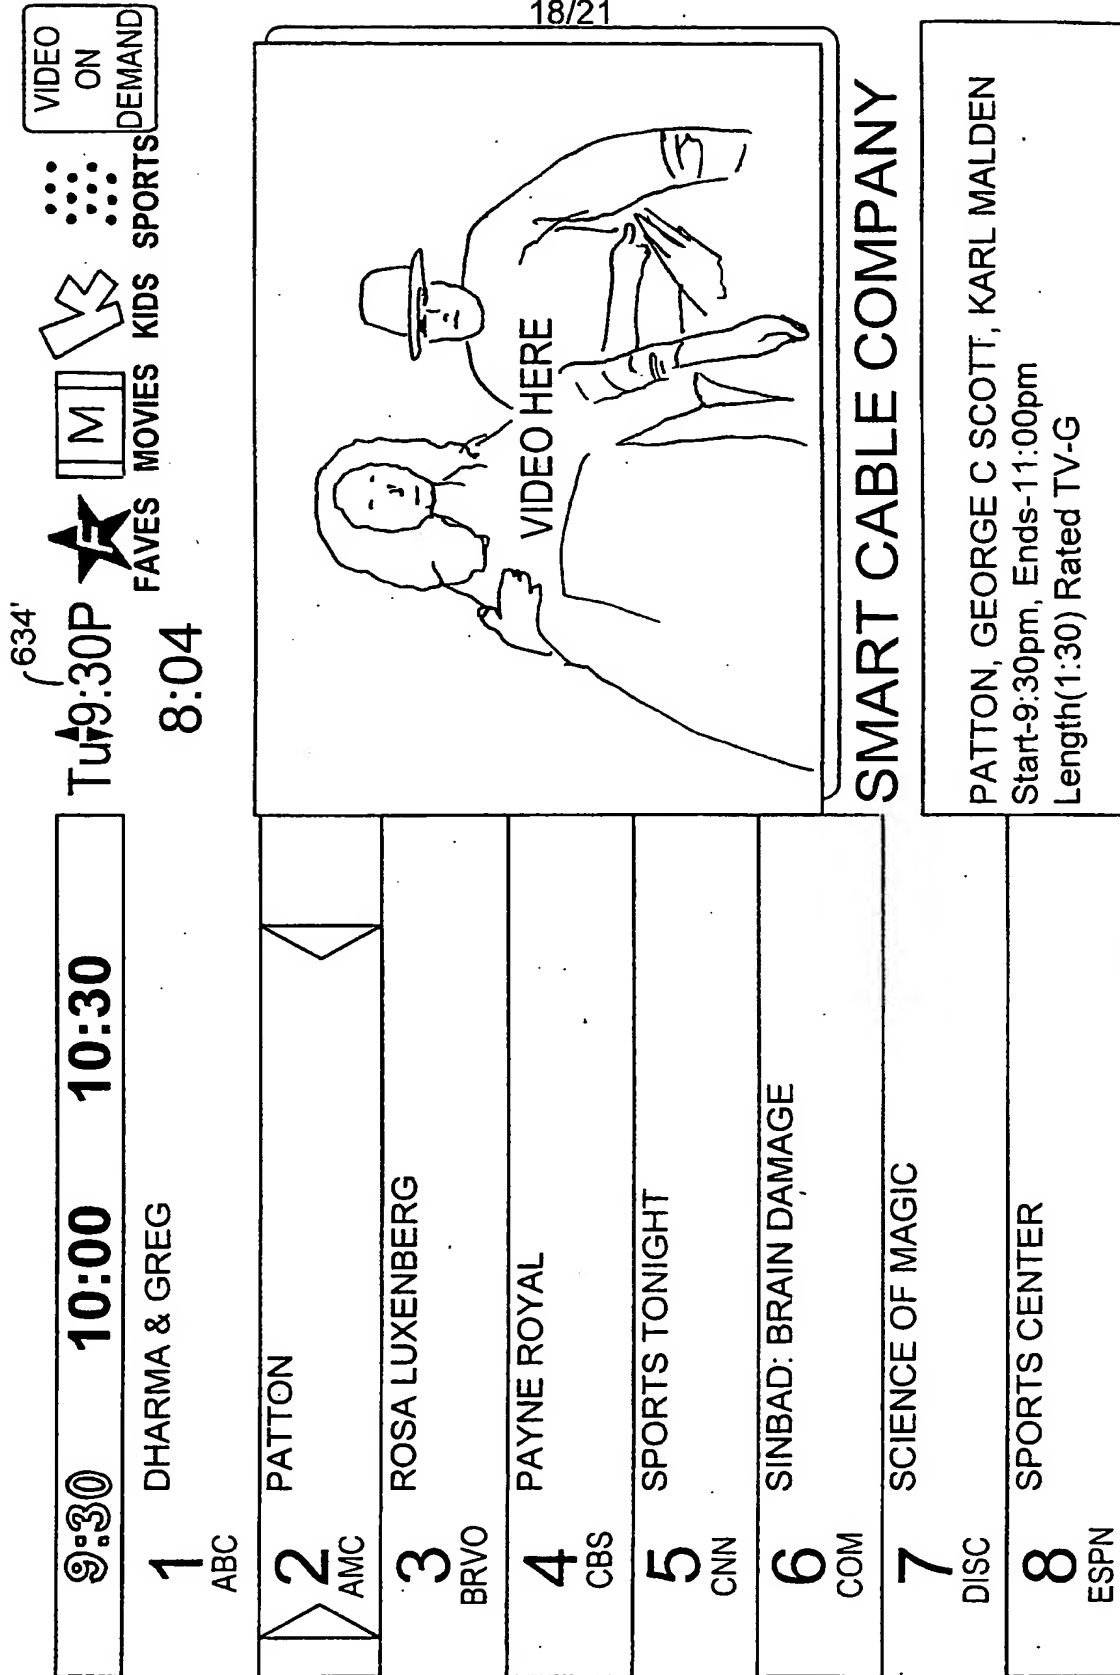 18/21
634'
9:30 10:00 10:30
Tu 9:30P
F
FAVES
M
MOVIES
K
KIDS
SPORTS
VIDEO
ON
DEMAND
8:04
1 ABC DHARMA & GREG
2 AMC PATTON
3 BRVO ROSA LUXENBERG
4 CBS PAYNE ROYAL
5 CNN SPORTS TONIGHT
6 COM SINBAD: BRAIN DAMAGE
7 DISC SCIENCE OF MAGIC
8 ESPN SPORTS CENTER
VIDEO HERE
SMART CABLE COMPANY
PATTON, GEORGE C SCOTT, KARL MALDEN
Start-9:30pm, Ends-11:00pm
Length(1:30) Rated TV-G